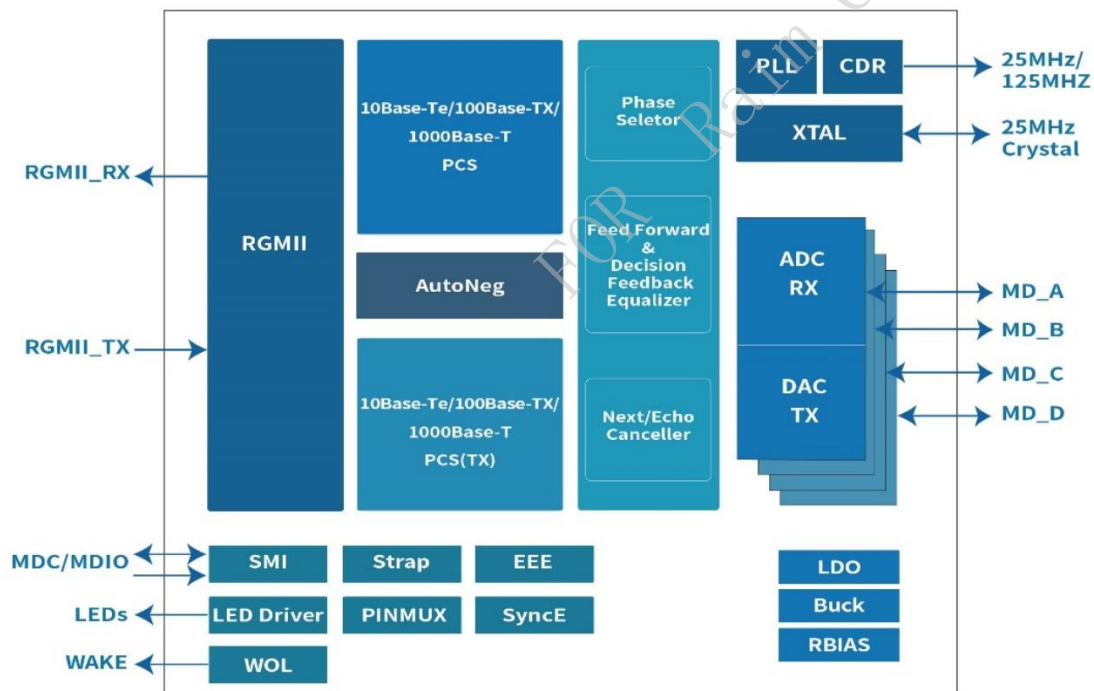 RGMII_RX
RGMII_TX
RGMII
10Base-Te/100Base-TX/
1000Base-T
PCS
AutoNeg
10Base-Te/100Base-TX/
1000Base-T
PCS(TX)
Phase
Seletor
Feed Forward
&
Decision
Feedback
Equalizer
Next/Echo
Canceller
PLL
CDR
25MHz/
125MHZ
XTAL
25MHz
Crystal
ADC
RX
DAC
TX
MD_A
MD_B
MD_C
MD_D
MDC/MDIO
SMI
Strap
EEE
LEDs
LED Driver
PINMUX
SyncE
WAKE
WOL
LDO
Buck
RBIAS
FOR Raim